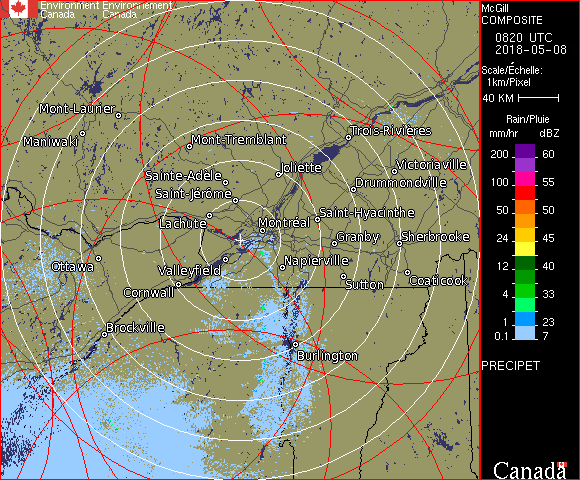 Environment Environnement
Canada Canada
McGill
COMPOSITE
0820 UTC
2018-05-08
Scale/Échelle:
1km/Pixel
40 KM
Rain/Pluie
mm/hr dBZ
200 60
100 55
50 50
24 45
12 40
8 33
4 28
1 23
0.1 7
PRECIPET
Canada
Mont-Laurier
Maniwaki
Mont-Tremblant
Trois-Rivières
Joliette
Victoriaville
Sainte-Adèle
Drummondville
Saint-Jérôme
Lachute
Saint-Hyacinthe
Montréal
Granby
Sherbrooke
Ottawa
Valleyfield
Napierville
Cornwall
Sutton
Coaticook
Brockville
Burlington